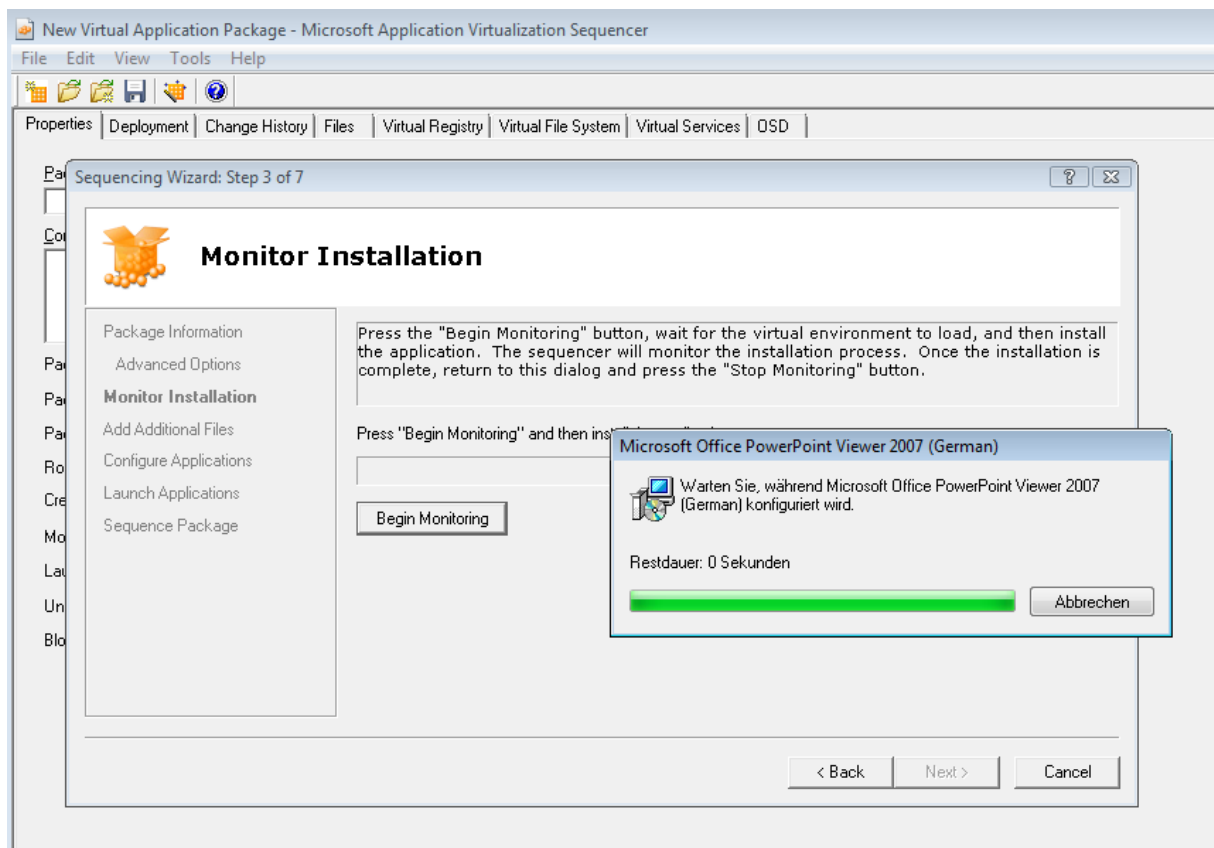 New Virtual Application Package - Microsoft Application Virtualization Sequencer
File Edit View Tools Help
Properties Deployment Change History Files Virtual Registry Virtual File System Virtual Services OSD
Sequencing Wizard: Step 3 of 7
Monitor Installation
Package Information
Advanced Options
Monitor Installation
Add Additional Files
Configure Applications
Launch Applications
Sequence Package
Press the "Begin Monitoring" button, wait for the virtual environment to load, and then install
the application. The sequencer will monitor the installation process. Once the installation is
complete, return to this dialog and press the "Stop Monitoring" button.
Press "Begin Monitoring" and then
Begin Monitoring
Microsoft Office PowerPoint Viewer 2007 (German)
Warten Sie, während Microsoft Office PowerPoint Viewer 2007
(German) konfiguriert wird.
Restdauer: 0 Sekunden
Abbrechen
< Back Next > Cancel